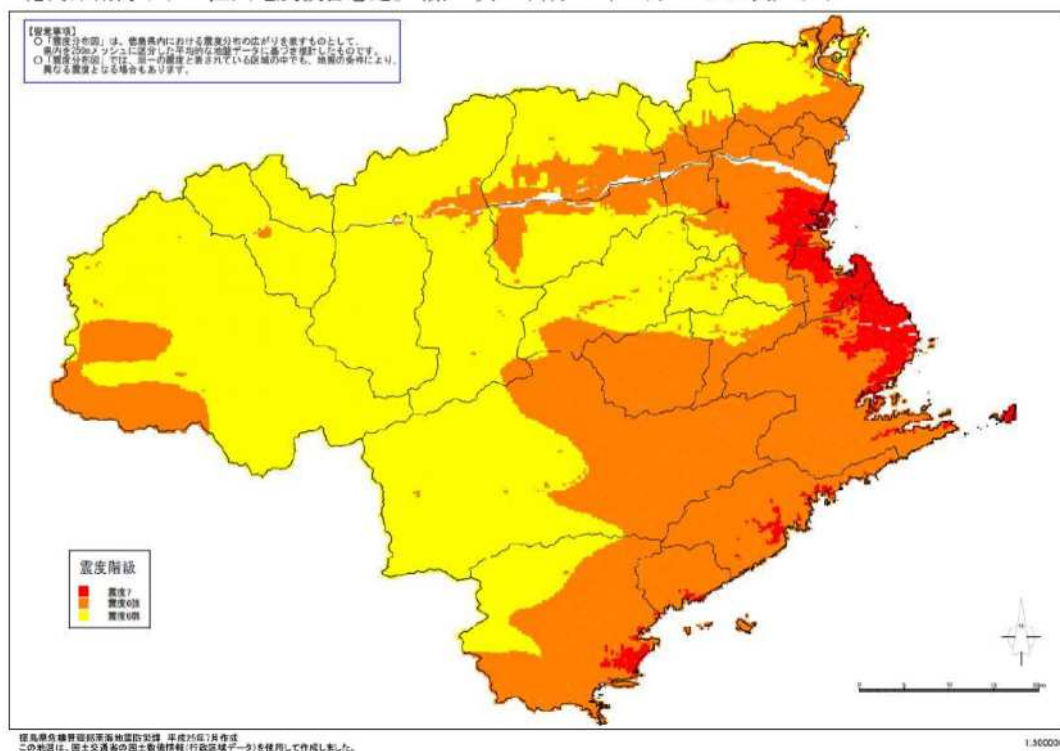 【留意事項】
○「震度分布図」は、徳島県内における震度分布の広がりを表すものとして、
県内を250mメッシュに区分した平均的な地盤データに基づき推計したものです。
○「震度分布図」では、同一の震度と表されている区域の中でも、地盤の条件により、
異なる震度となる場合もあります。
震度階級
震度7
震度6強
震度6弱
徳島県危機管理部南海地震防災課 平成25年7月作成
この地図は、国土交通省の国土数値情報(行政区域データ)を使用して作成しました。